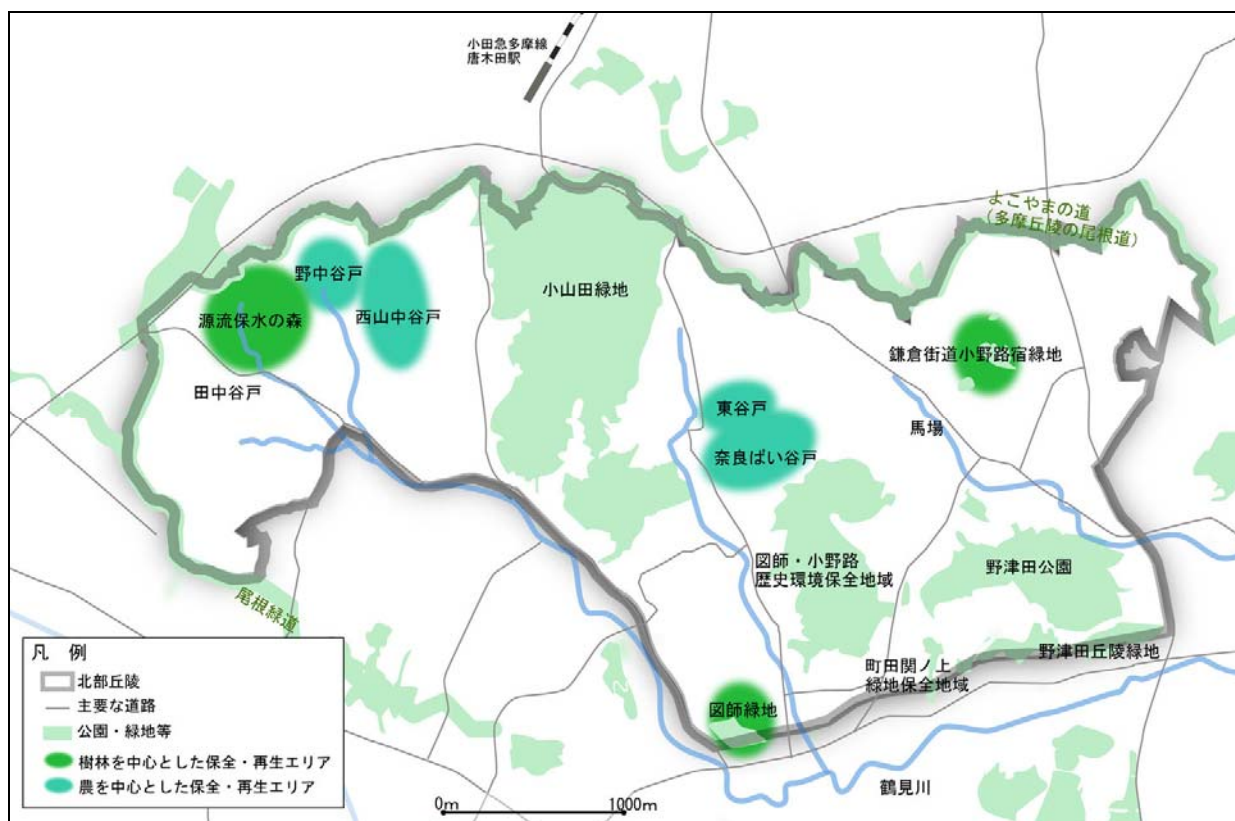 小田急多摩線
唐木田駅
よこやまの道
(多摩丘陵の尾根道)
野中谷戸
源流保水の森
西山中谷戸
小山田緑地
鎌倉街道小野路宿緑地
田中谷戸
東谷戸
馬場
奈良ばい谷戸
図師・小野路
歴史環境保全地域
野津田公園
尾根緑道
野津田丘陵緑地
町田関ノ上
緑地保全地域
図師緑地
鶴見川
凡 例
北部丘陵
主要な道路
公園・緑地等
樹林を中心とした保全・再生エリア
農を中心とした保全・再生エリア
0m 1000m